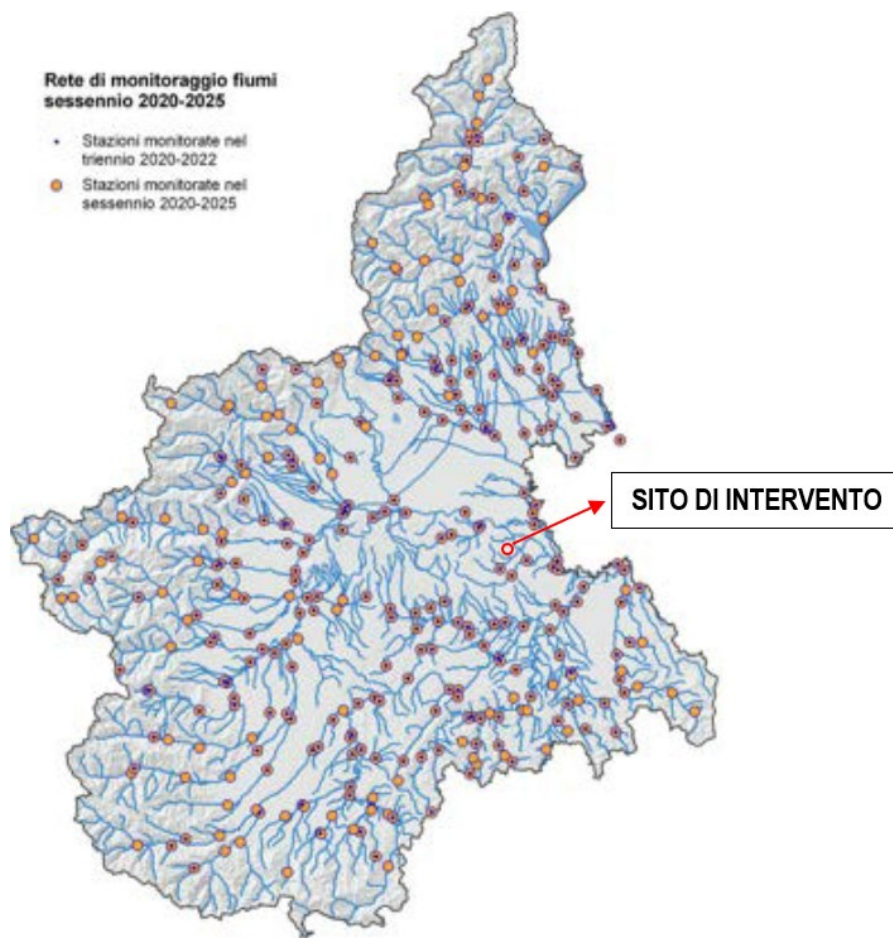 Rete di monitoraggio fiumi
sessennio 2020-2025
Stazioni monitorate nel
triennio 2020-2022
Stazioni monitorate nel
sessennio 2020-2025
SITO DI INTERVENTO